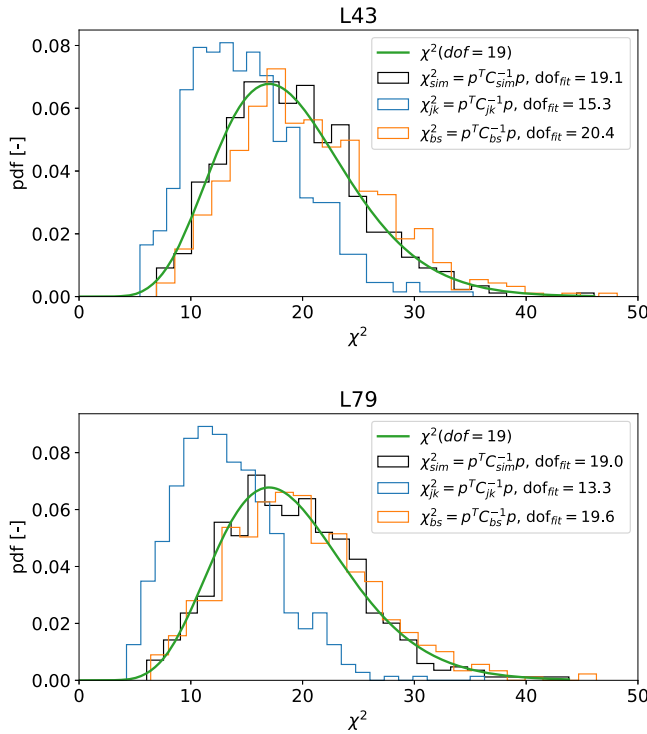 L43
0.08
0.06
0.04
0.02
0.00
pdf [-]
χ²(dof = 19)
χ²_sim = p^T C_sim^−1 p, dof_fit = 19.1
χ²_jk = p^T C_jk^−1 p, dof_fit = 15.3
χ²_bs = p^T C_bs^−1 p, dof_fit = 20.4
0 10 20 30 40 50
χ²
L79
0.08
0.06
0.04
0.02
0.00
pdf [-]
χ²(dof = 19)
χ²_sim = p^T C_sim^−1 p, dof_fit = 19.0
χ²_jk = p^T C_jk^−1 p, dof_fit = 13.3
χ²_bs = p^T C_bs^−1 p, dof_fit = 19.6
0 10 20 30 40 50
χ²